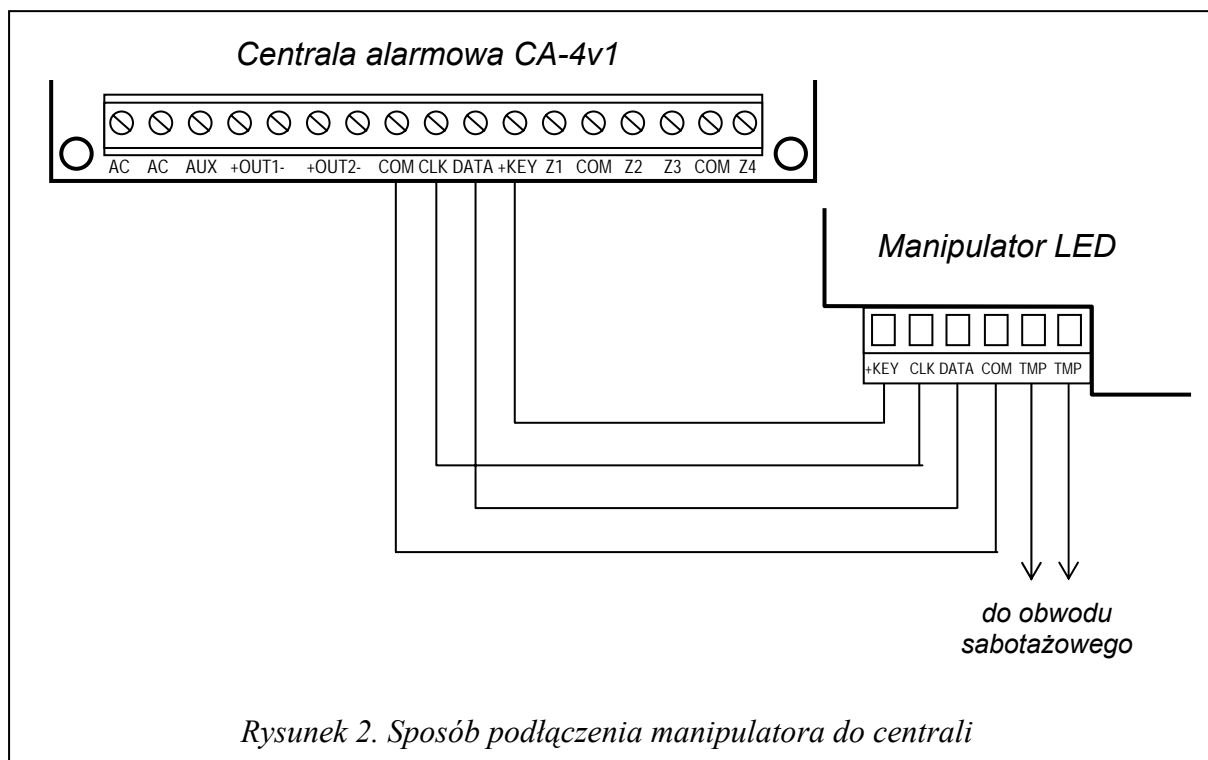 Centrala alarmowa CA-4v1
AC AC AUX +OUT1- +OUT2- COM CLK DATA +KEY Z1 COM Z2 Z3 COM Z4
Manipulator LED
+KEY CLK DATA COM TMP TMP
do obwodu
sabotażowego
Rysunek 2. Sposób podłączenia manipulatora do centrali